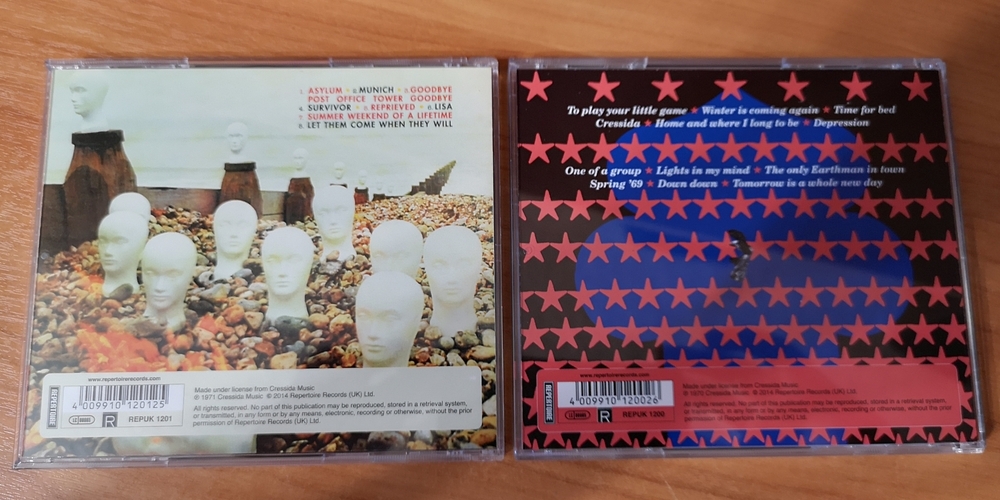 1. ASYLUM • 2. MUNICH • 3. GOODBYE
POST OFFICE TOWER GOODBYE
4. SURVIVOR • 5. REPRIEVED • 6. LISA
7. SUMMER WEEKEND OF A LIFETIME
8. LET THEM COME WHEN THEY WILL
www.repertoirerecords.com
REPERTOIRE
4 009910 120125
R
REPUK 1201
Made under license from Cressida Music
℗ 1971 Cressida Music © 2014 Repertoire Records (UK) Ltd.
All rights reserved. No part of this publication may be reproduced, stored in a retrieval system,
or transmitted, in any form or by any means, electronic, recording or otherwise, without the prior
permission of Repertoire Records (UK) Ltd.
To play your little game ★ Winter is coming again ★ Time for bed
Cressida ★ Home and where I long to be ★ Depression
One of a group ★ Lights in my mind ★ The only Earthman in town
Spring '69 ★ Down down ★ Tomorrow is a whole new day
www.repertoirerecords.com
REPERTOIRE
4 009910 120026
R
REPUK 1200
Made under license from Cressida Music
℗ 1970 Cressida Music © 2014 Repertoire Records (UK) Ltd.
All rights reserved. No part of this publication may be reproduced, stored in a retrieval system,
or transmitted, in any form or by any means, electronic, recording or otherwise, without the prior
permission of Repertoire Records (UK) Ltd.